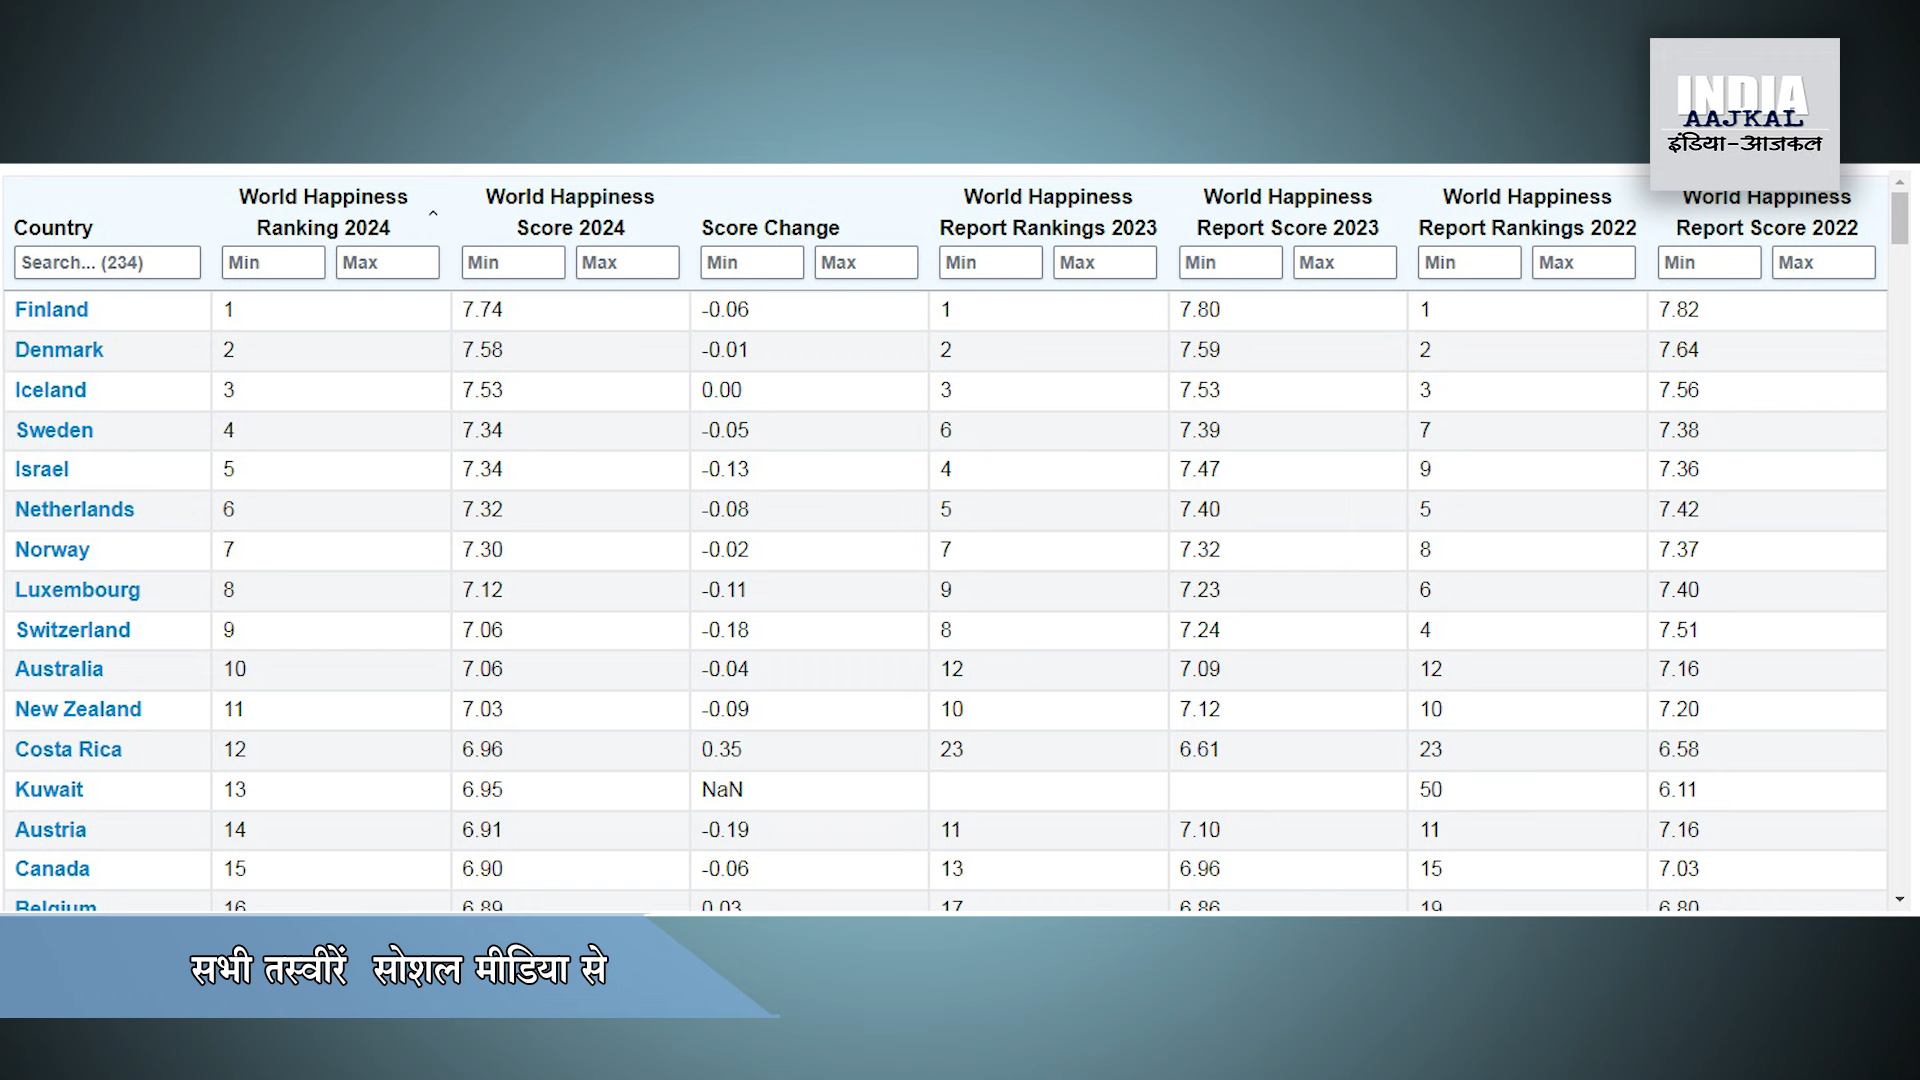 INDIA
AAJKAL
इंडिया-आजकल
Country
World Happiness Ranking 2024
World Happiness Score 2024
Score Change
World Happiness Report Rankings 2023
World Happiness Report Score 2023
World Happiness Report Rankings 2022
World Happiness Report Score 2022
Search... (234) Min Max Min Max Min Max Min Max Min Max Min Max Min Max
Finland 1 7.74 -0.06 1 7.80 1 7.82
Denmark 2 7.58 -0.01 2 7.59 2 7.64
Iceland 3 7.53 0.00 3 7.53 3 7.56
Sweden 4 7.34 -0.05 6 7.39 7 7.38
Israel 5 7.34 -0.13 4 7.47 9 7.36
Netherlands 6 7.32 -0.08 5 7.40 5 7.42
Norway 7 7.30 -0.02 7 7.32 8 7.37
Luxembourg 8 7.12 -0.11 9 7.23 6 7.40
Switzerland 9 7.06 -0.18 8 7.24 4 7.51
Australia 10 7.06 -0.04 12 7.09 12 7.16
New Zealand 11 7.03 -0.09 10 7.12 10 7.20
Costa Rica 12 6.96 0.35 23 6.61 23 6.58
Kuwait 13 6.95 NaN 50 6.11
Austria 14 6.91 -0.19 11 7.10 11 7.16
Canada 15 6.90 -0.06 13 6.96 15 7.03
Belgium 16 6.89 0.03 17 6.86 19 6.80
सभी तस्वीरें सोशल मीडिया से